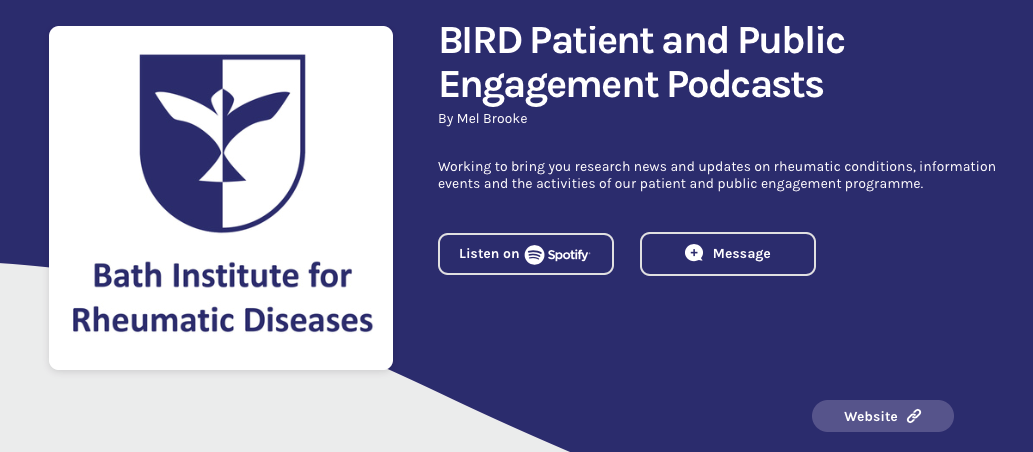 BIRD Patient and Public
Engagement Podcasts
By Mel Brooke
Working to bring you research news and updates on rheumatic conditions, information
events and the activities of our patient and public engagement programme.
Listen on Spotify
Message
Bath Institute for
Rheumatic Diseases
Website